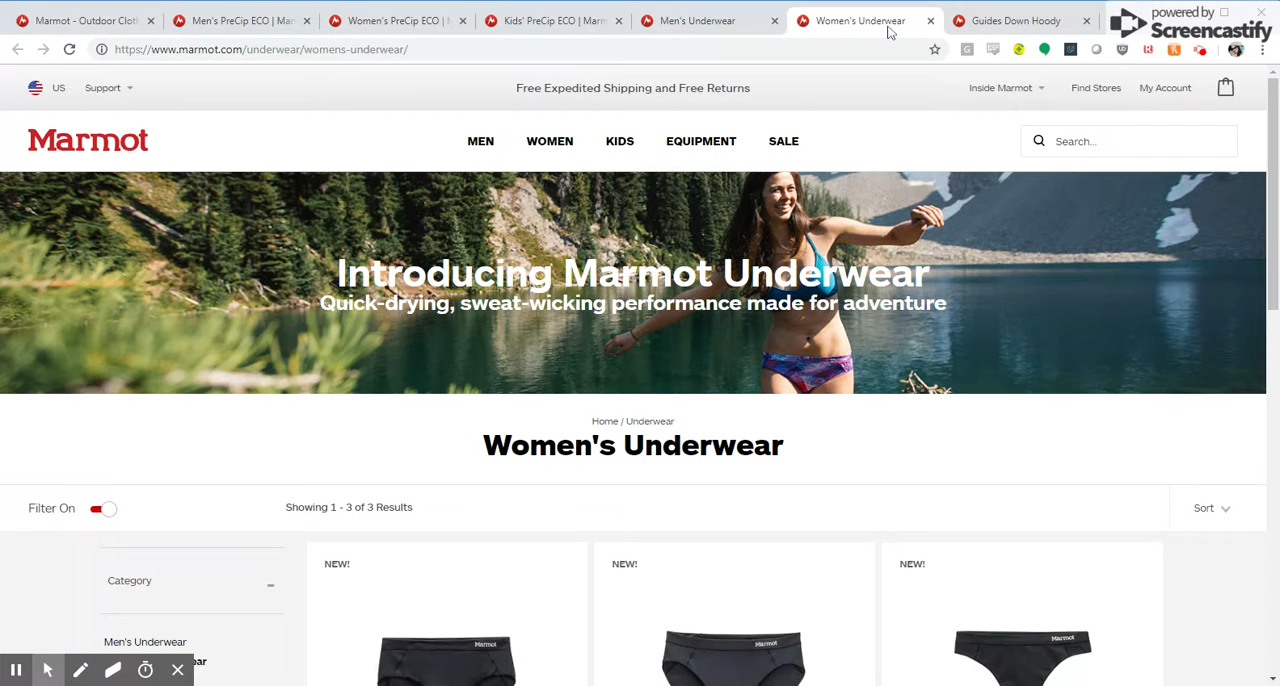 Marmot - Outdoor Cloth
Men's PreCip ECO | Mar
Women's PreCip ECO | M
Kids' PreCip ECO | Marm
Men's Underwear
Women's Underwear
Guides Down Hoody
powered by
Screencastify
https://www.marmot.com/underwear/womens-underwear/
US
Support
Free Expedited Shipping and Free Returns
Inside Marmot
Find Stores
My Account
Marmot
MEN
WOMEN
KIDS
EQUIPMENT
SALE
Search...
Introducing Marmot Underwear
Quick-drying, sweat-wicking performance made for adventure
Home / Underwear
Women's Underwear
Filter On
Showing 1 - 3 of 3 Results
Sort
Category
Men's Underwear
NEW!
NEW!
NEW!
Marmot
Marmot
Marmot